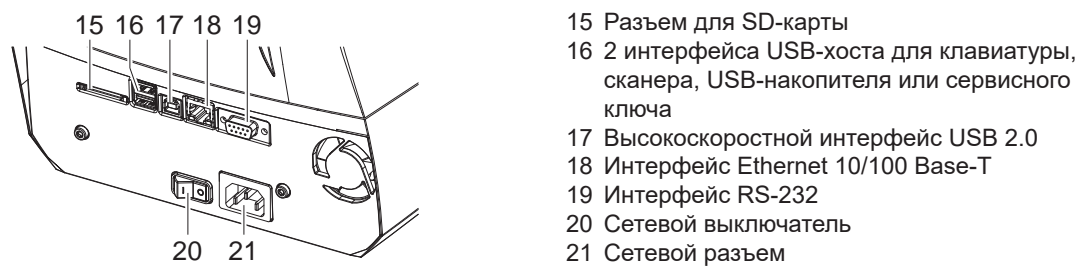 15 16 17 18 19
20 21
15 Разъем для SD-карты
16 2 интерфейса USB-хоста для клавиатуры,
сканера, USB-накопителя или сервисного
ключа
17 Высокоскоростной интерфейс USB 2.0
18 Интерфейс Ethernet 10/100 Base-T
19 Интерфейс RS-232
20 Сетевой выключатель
21 Сетевой разъем